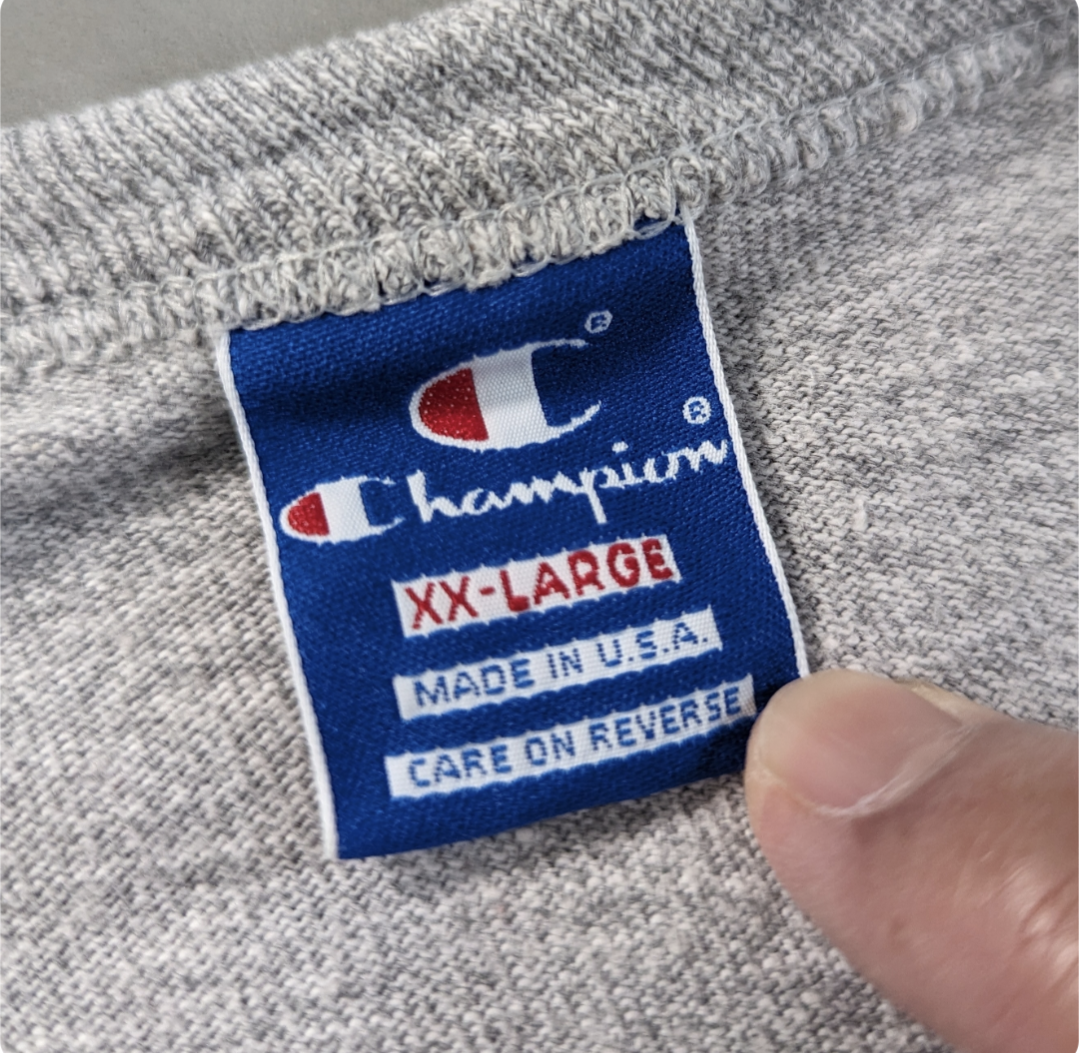 C®
Champion®
XX-LARGE
MADE IN U.S.A.
CARE ON REVERSE